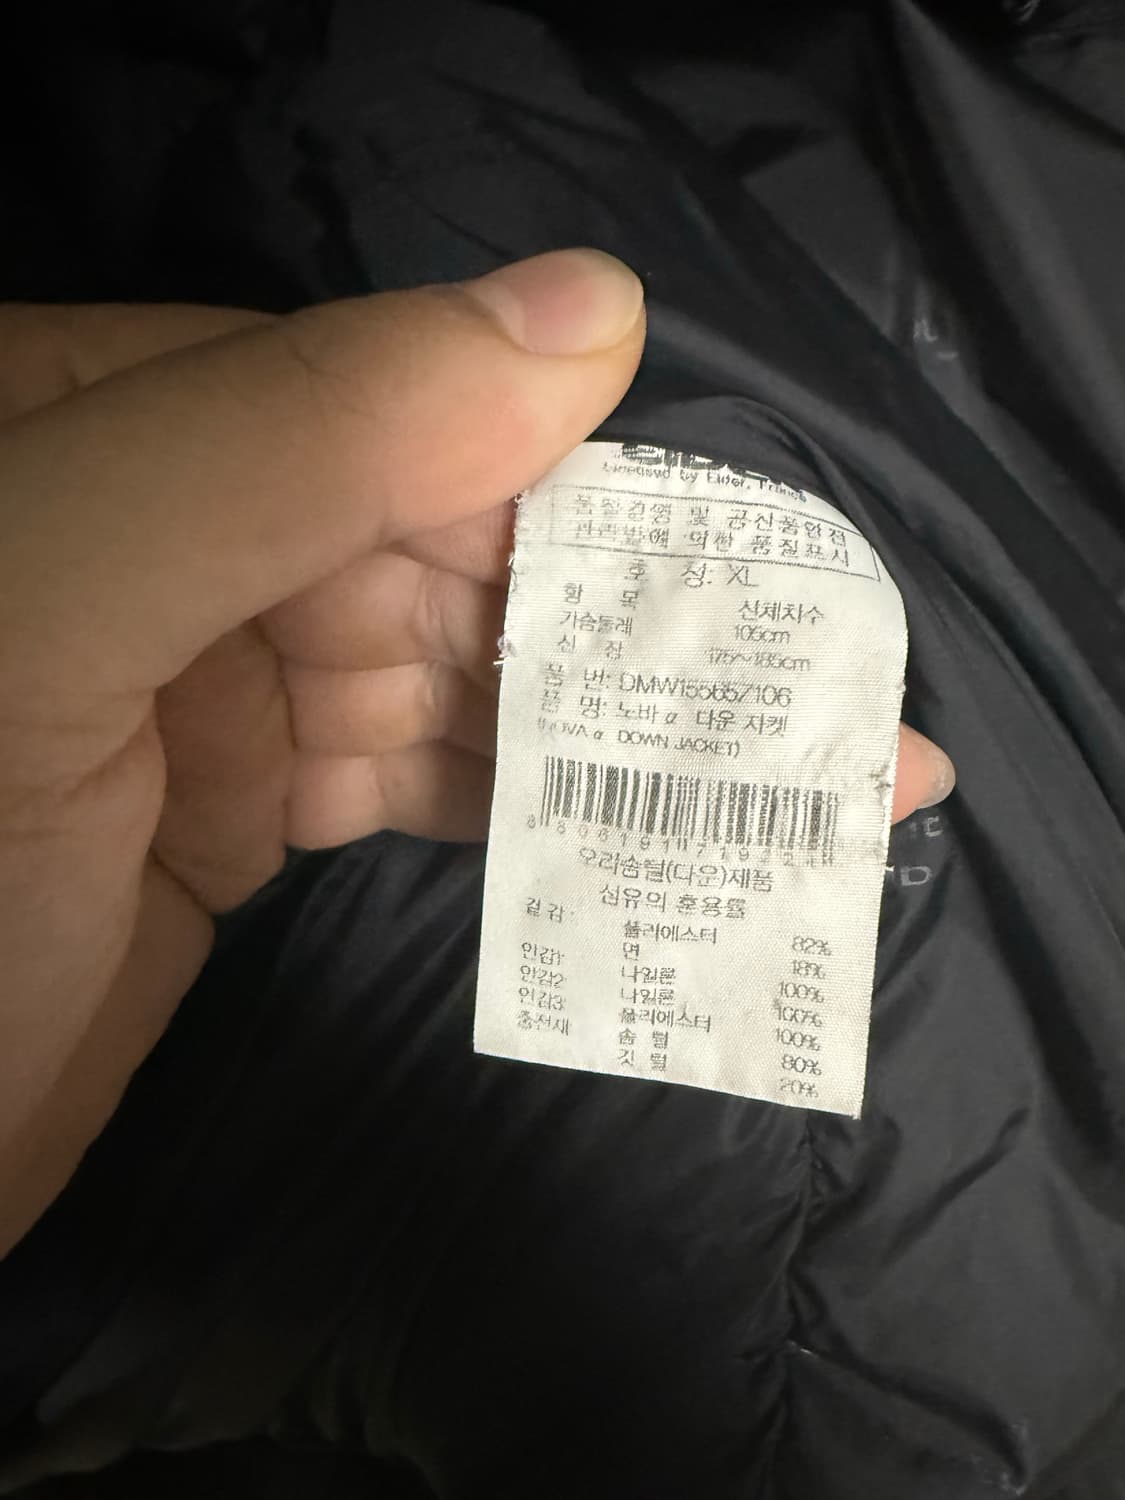 Licensed by Eider, France
품질경영 및 공산품안전
관리법에 의한 품질표시
호 칭: XL
항 목 신체치수
가슴둘레 105cm
신 장 175~185cm
품 번: DMW15565Z106
품 명: 노바α 다운 자켓
(NOVA α DOWN JACKET)
오리솜털(다운)제품
섬유의 혼용률
겉감: 폴리에스터 82%
면 18%
안감1: 나일론 100%
안감2: 나일론 100%
안감3: 폴리에스터 100%
충전재 솜 털 80%
깃 털 20%